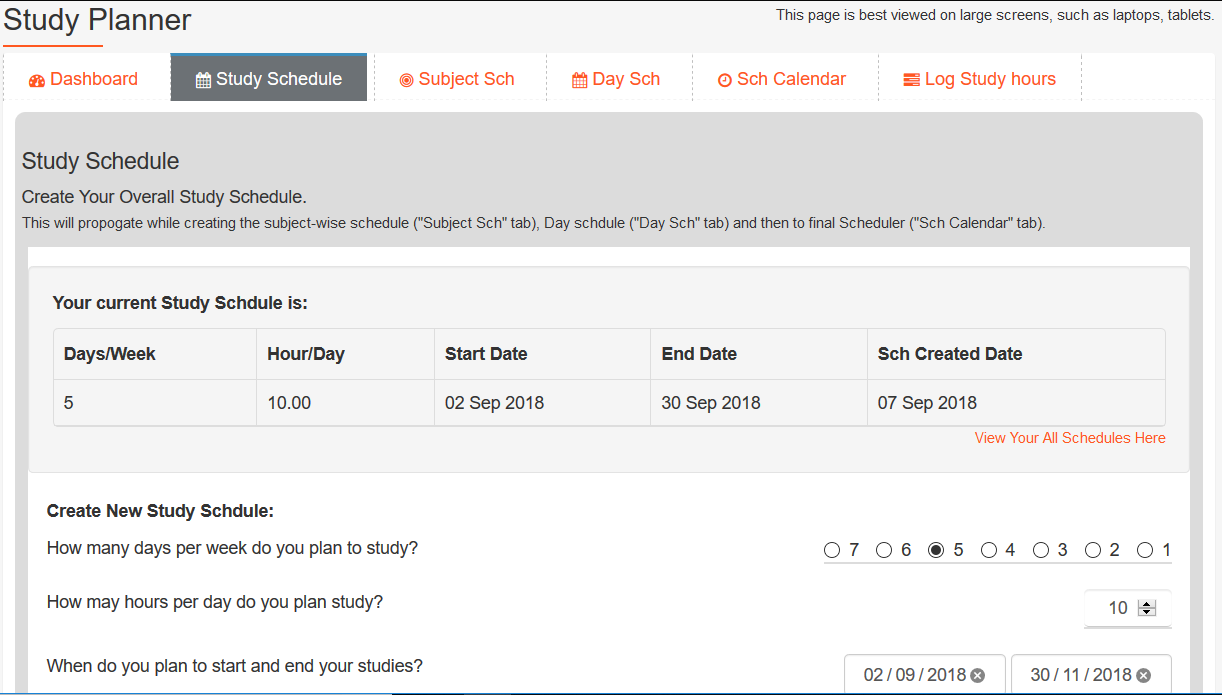 Study Planner
This page is best viewed on large screens, such as laptops, tablets.
Dashboard Study Schedule Subject Sch Day Sch Sch Calendar Log Study hours
Study Schedule
Create Your Overall Study Schedule.
This will propogate while creating the subject-wise schedule ("Subject Sch" tab), Day schdule ("Day Sch" tab) and then to final Scheduler ("Sch Calendar" tab).
Your current Study Schdule is:
Days/Week Hour/Day Start Date End Date Sch Created Date
5 10.00 02 Sep 2018 30 Sep 2018 07 Sep 2018
View Your All Schedules Here
Create New Study Schdule:
How many days per week do you plan to study? 7 6 5 4 3 2 1
How may hours per day do you plan study? 10
When do you plan to start and end your studies? 02 / 09 / 2018 30 / 11 / 2018